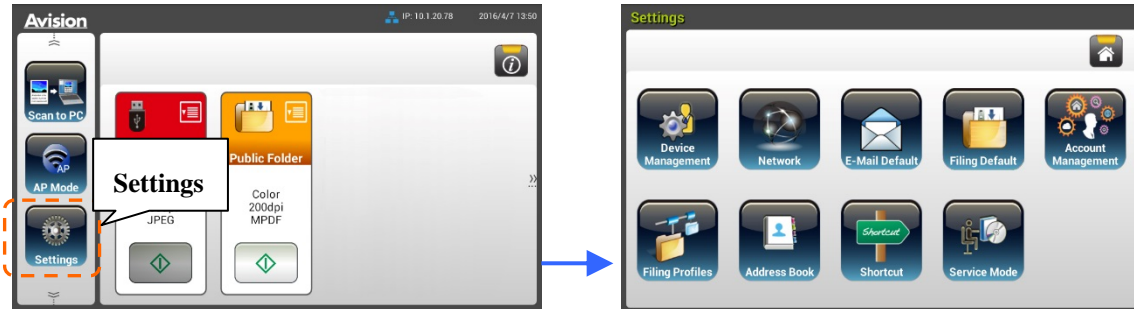 Avision
IP: 10.1.20.78
2016/4/7 13:50
Scan to PC
AP
AP Mode
Settings
Settings
Public Folder
JPEG
Color
200dpi
MPDF
Settings
Device
Management
Network
E-Mail Default
Filing Default
Account
Management
Filing Profiles
Address Book
Shortcut
Shortcut
Service Mode